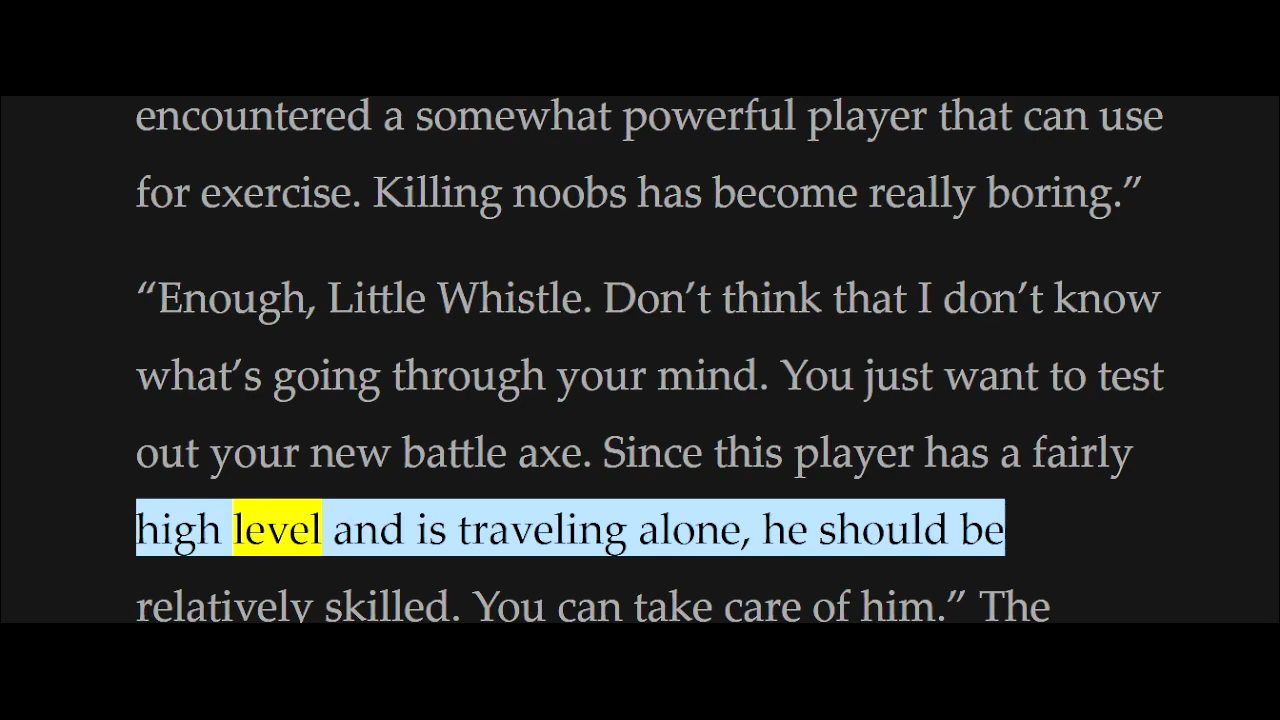 encountered a somewhat powerful player that can use
for exercise. Killing noobs has become really boring.”
“Enough, Little Whistle. Don’t think that I don’t know
what’s going through your mind. You just want to test
out your new battle axe. Since this player has a fairly
high level and is traveling alone, he should be
relatively skilled. You can take care of him.” The